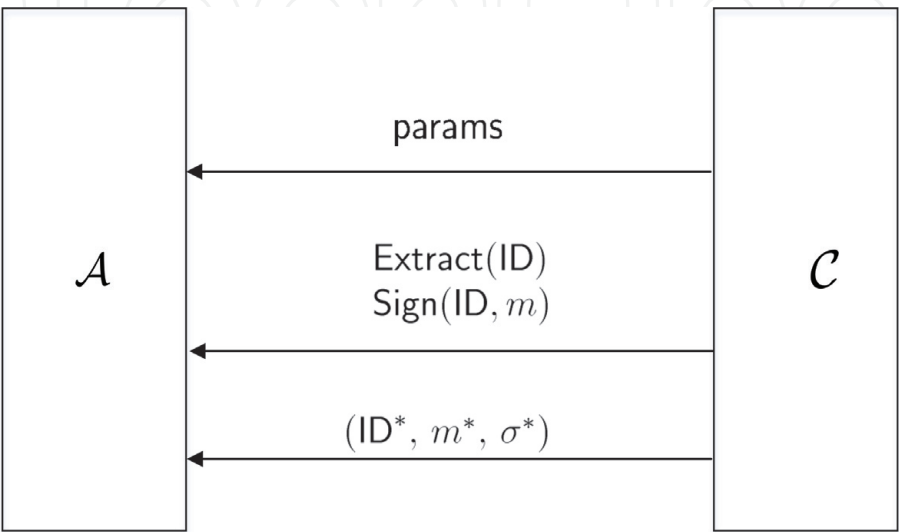 params
Extract(ID)
𝒜
𝒞
Sign(ID, m)
(ID*, m*, σ*)